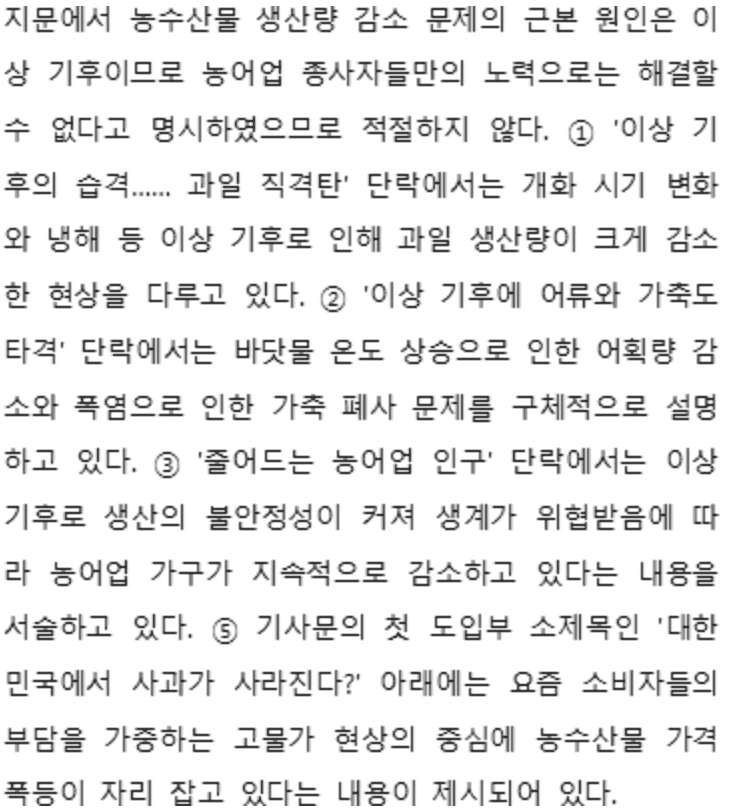 지문에서 농수산물 생산량 감소 문제의 근본 원인은 이
상 기후이므로 농어업 종사자들만의 노력으로는 해결할
수 없다고 명시하였으므로 적절하지 않다. ① '이상 기
후의 습격…… 과일 직격탄' 단락에서는 개화 시기 변화
와 냉해 등 이상 기후로 인해 과일 생산량이 크게 감소
한 현상을 다루고 있다. ② '이상 기후에 어류와 가축도
타격' 단락에서는 바닷물 온도 상승으로 인한 어획량 감
소와 폭염으로 인한 가축 폐사 문제를 구체적으로 설명
하고 있다. ③ '줄어드는 농어업 인구' 단락에서는 이상
기후로 생산의 불안정성이 커져 생계가 위협받음에 따
라 농어업 가구가 지속적으로 감소하고 있다는 내용을
서술하고 있다. ⑤ 기사문의 첫 도입부 소제목인 '대한
민국에서 사과가 사라진다?' 아래에는 요즘 소비자들의
부담을 가중하는 고물가 현상의 중심에 농수산물 가격
폭등이 자리 잡고 있다는 내용이 제시되어 있다.